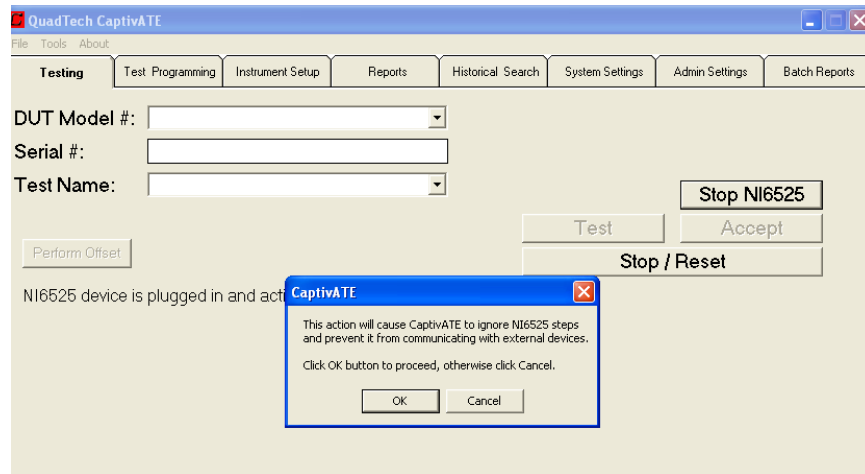 QuadTech CaptivATE
File Tools About
Testing Test Programming Instrument Setup Reports Historical Search System Settings Admin Settings Batch Reports
DUT Model #:
Serial #:
Test Name:
Stop NI6525
Test Accept
Perform Offset
Stop / Reset
NI6525 device is plugged in and acti
CaptivATE
This action will cause CaptivATE to ignore NI6525 steps
and prevent it from communicating with external devices.
Click OK button to proceed, otherwise click Cancel.
OK Cancel